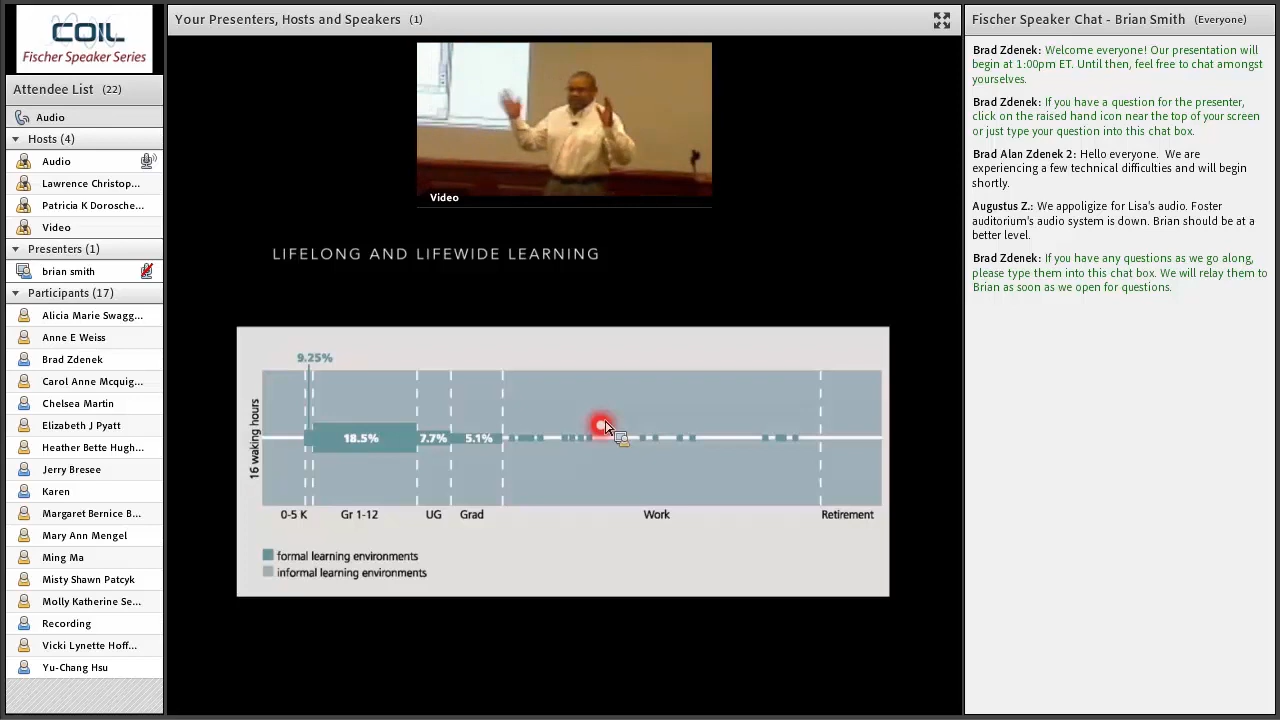 COIL
Fischer Speaker Series
Attendee List (22)
Audio
Hosts (4)
Audio
Lawrence Christop...
Patricia K Dorosche...
Video
Presenters (1)
brian smith
Participants (17)
Alicia Marie Swagg...
Anne E Weiss
Brad Zdenek
Carol Anne Mcquig...
Chelsea Martin
Elizabeth J Pyatt
Heather Bette Hugh...
Jerry Bresee
Karen
Margaret Bernice B...
Mary Ann Mengel
Ming Ma
Misty Shawn Patcyk
Molly Katherine Se...
Recording
Vicki Lynette Hoff...
Yu-Chang Hsu
Your Presenters, Hosts and Speakers (1)
Video
LIFELONG AND LIFEWIDE LEARNING
9.25%
16 waking hours
18.5%
7.7%
5.1%
0-5 K
Gr 1-12
UG
Grad
Work
Retirement
formal learning environments
informal learning environments
Fischer Speaker Chat - Brian Smith (Everyone)
Brad Zdenek: Welcome everyone! Our presentation will
begin at 1:00pm ET. Until then, feel free to chat amongst
yourselves.
Brad Zdenek: If you have a question for the presenter,
click on the raised hand icon near the top of your screen
or just type your question into this chat box.
Brad Alan Zdenek 2: Hello everyone. We are
experiencing a few technical difficulties and will begin
shortly.
Augustus Z.: We appoligize for Lisa's audio. Foster
auditorium's audio system is down. Brian should be at a
better level.
Brad Zdenek: If you have any questions as we go along,
please type them into this chat box. We will relay them to
Brian as soon as we open for questions.